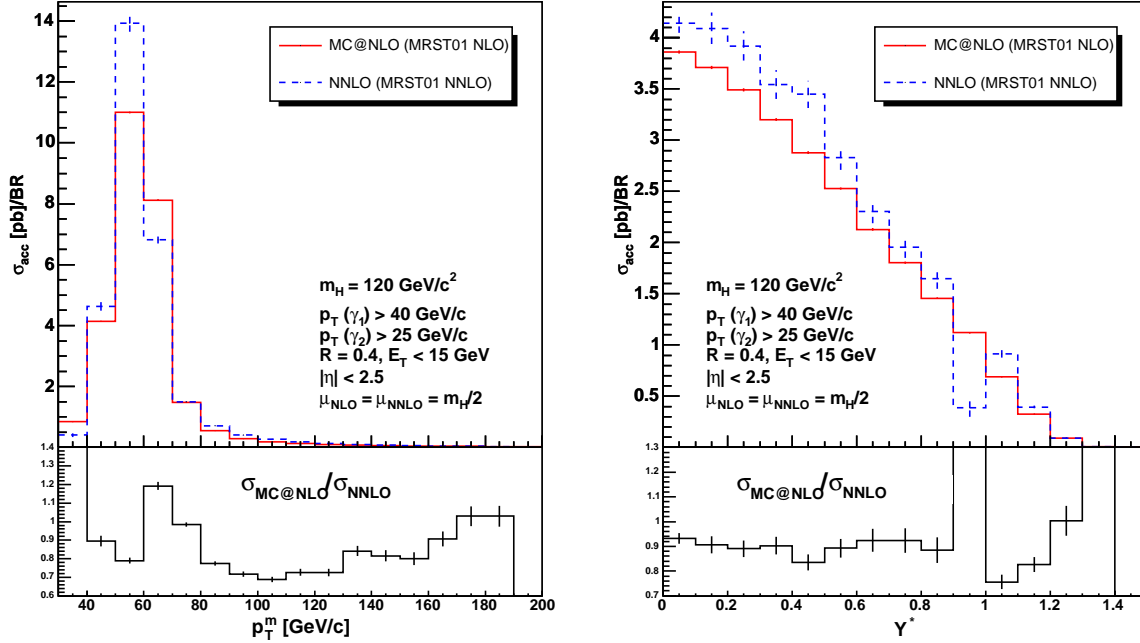 14
12
10
8
6
4
2
σacc [pb]/BR
MC@NLO (MRST01 NLO)
NNLO (MRST01 NNLO)
mH = 120 GeV/c²
pT (γ1) > 40 GeV/c
pT (γ2) > 25 GeV/c
R = 0.4, ET < 15 GeV
|η| < 2.5
μNLO = μNNLO = mH/2
1.4
1.3
1.2
1.1
1
0.9
0.8
0.7
0.6
σMC@NLO/σNNLO
40 60 80 100 120 140 160 180 200
pTm [GeV/c]
4
3.5
3
2.5
2
1.5
1
0.5
σacc [pb]/BR
MC@NLO (MRST01 NLO)
NNLO (MRST01 NNLO)
mH = 120 GeV/c²
pT (γ1) > 40 GeV/c
pT (γ2) > 25 GeV/c
R = 0.4, ET < 15 GeV
|η| < 2.5
μNLO = μNNLO = mH/2
1.3
1.2
1.1
1
0.9
0.8
0.7
σMC@NLO/σNNLO
0 0.2 0.4 0.6 0.8 1 1.2 1.4
Y*